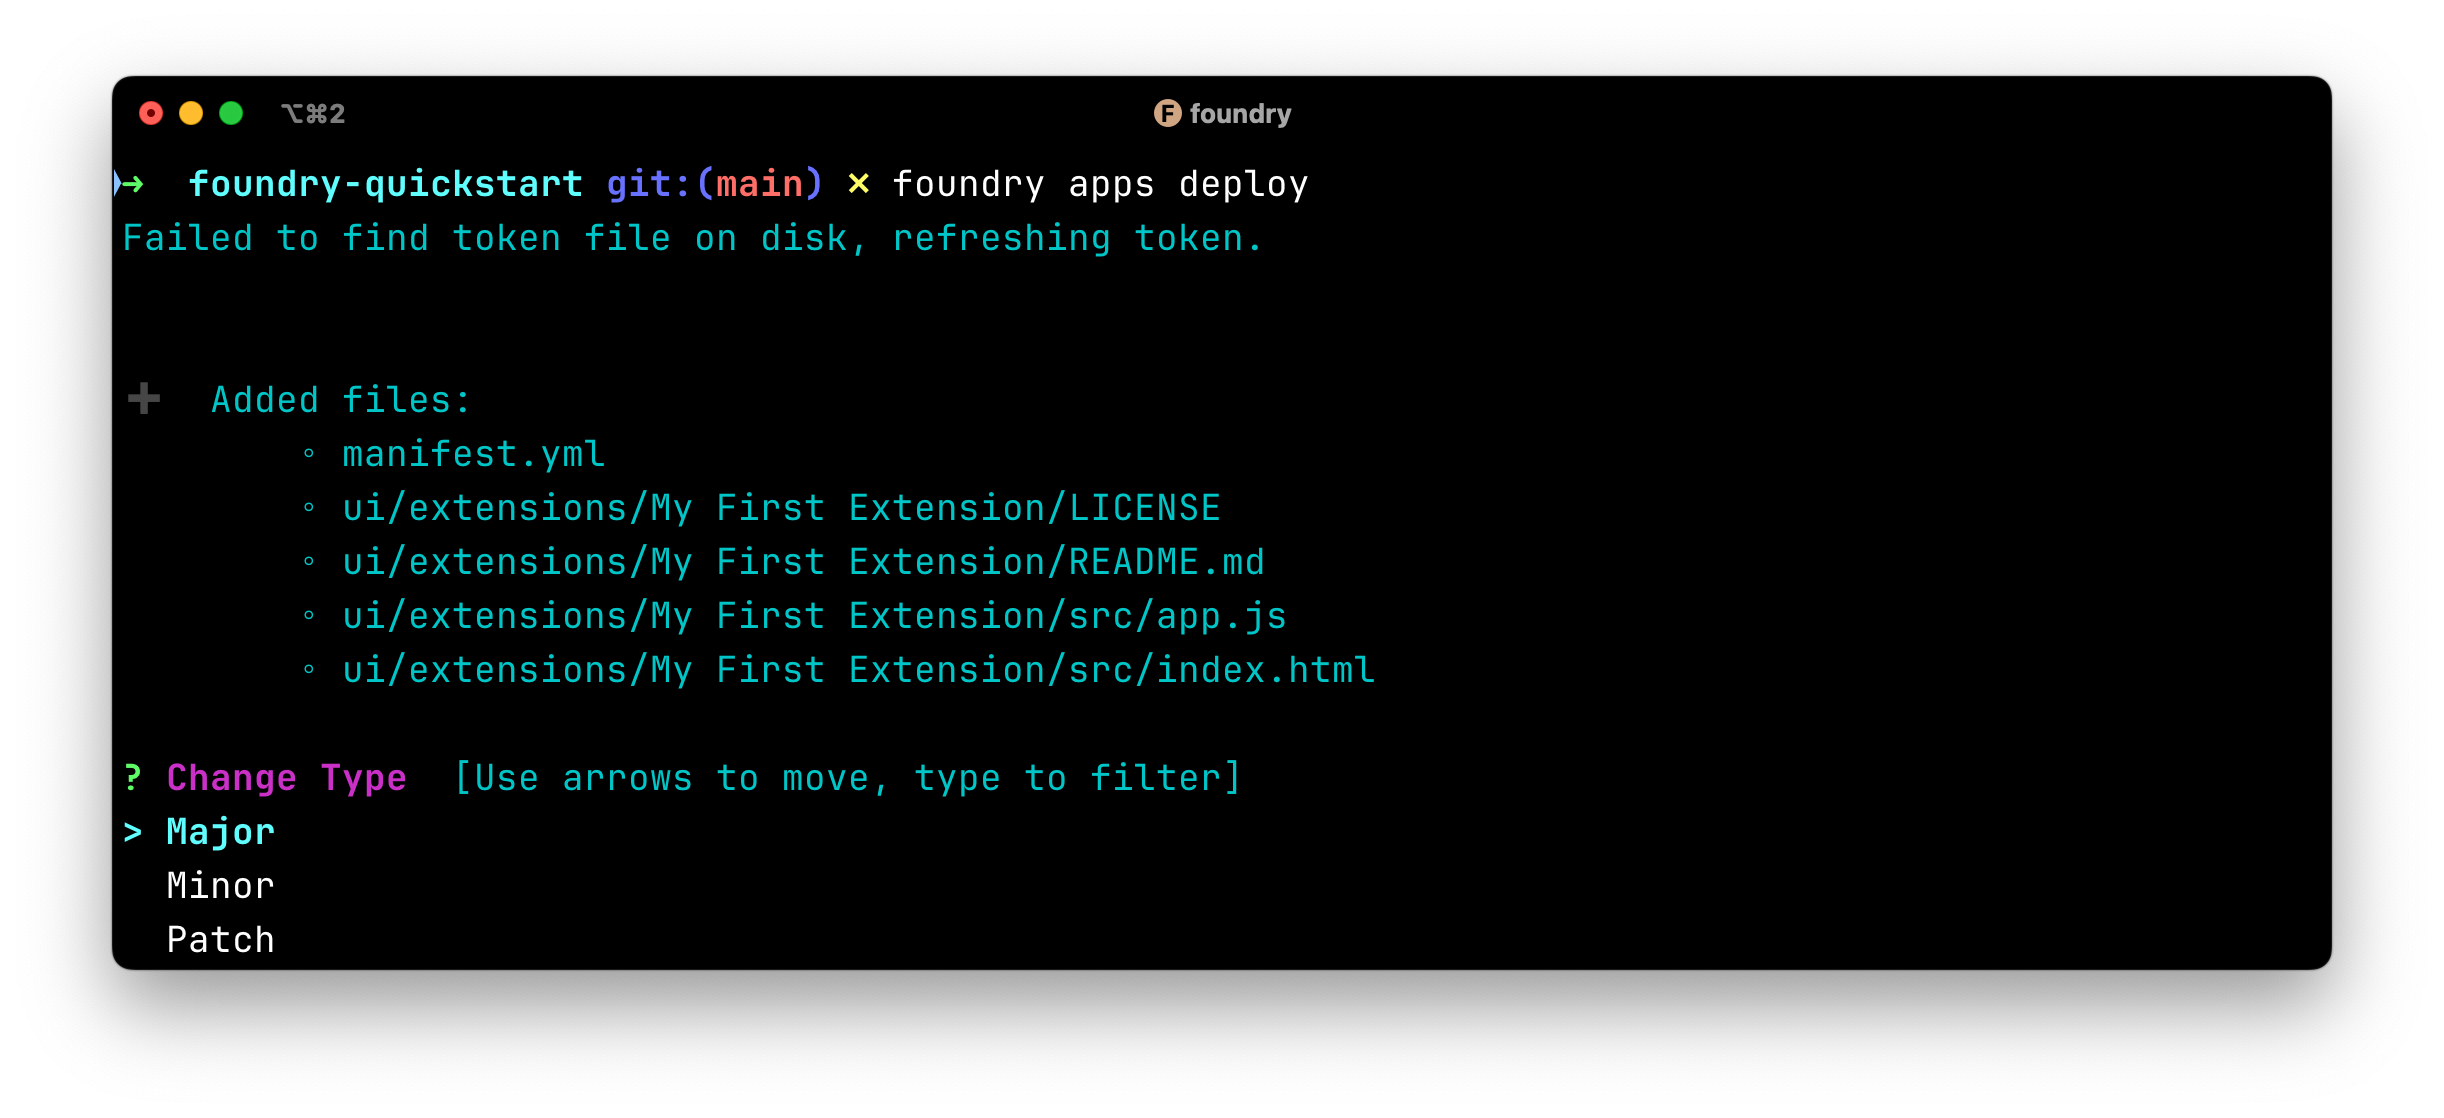 ⌥⌘2 F foundry
→ foundry-quickstart git:(main) ✗ foundry apps deploy
Failed to find token file on disk, refreshing token.
➕ Added files:
◦ manifest.yml
◦ ui/extensions/My First Extension/LICENSE
◦ ui/extensions/My First Extension/README.md
◦ ui/extensions/My First Extension/src/app.js
◦ ui/extensions/My First Extension/src/index.html
? Change Type [Use arrows to move, type to filter]
> Major
Minor
Patch